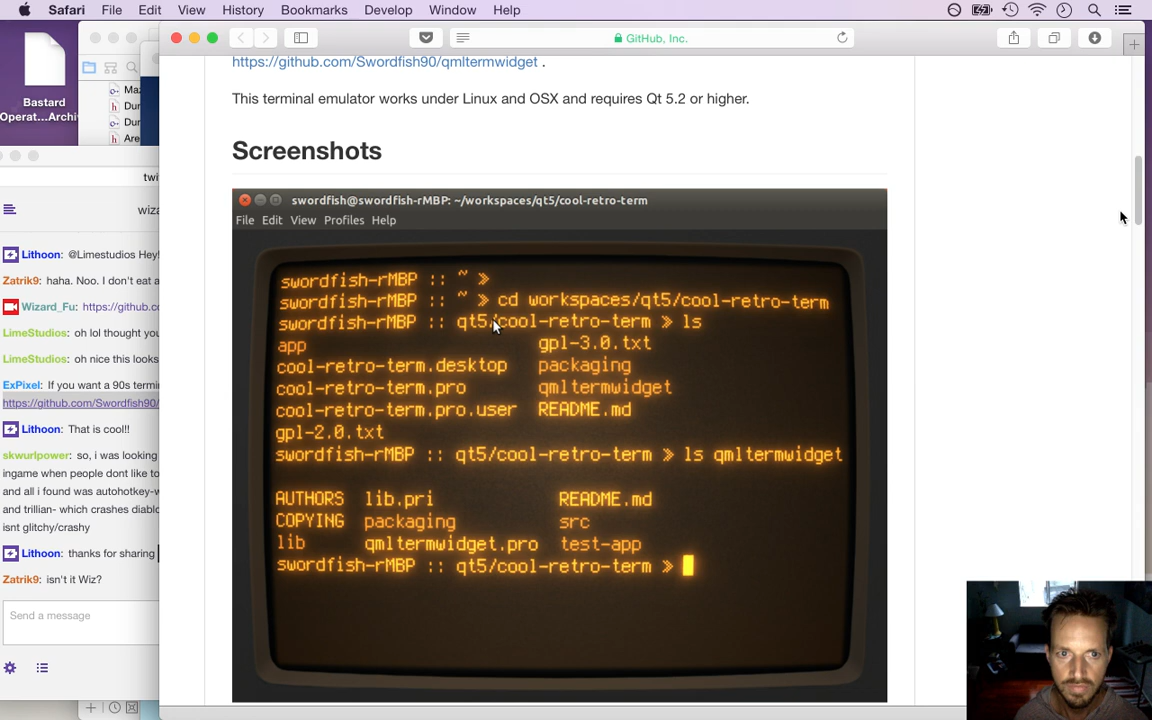 Safari File Edit View History Bookmarks Develop Window Help
GitHub, Inc.
Bastard
Operat...Archi
Ma
Dur
Dur
Are
twi
wiza
Lithoon: @Limestudios Hey!
Zatrik9: haha. Noo. I don't eat a
Wizard_Fu: https://github.co
LimeStudios: oh lol thought you
LimeStudios: oh nice this looks
ExPixel: If you want a 90s termi
https://github.com/Swordfish90/
Lithoon: That is cool!!
skwurlpower: so, i was looking
ingame when people dont like to
and all i found was autohotkey-w
and trillian- which crashes diablo
isnt glitchy/crashy
Lithoon: thanks for sharing
Zatrik9: isn't it Wiz?
Send a message
https://github.com/Swordfish90/qmltermwidget .
This terminal emulator works under Linux and OSX and requires Qt 5.2 or higher.
Screenshots
swordfish@swordfish-rMBP: ~/workspaces/qt5/cool-retro-term
File Edit View Profiles Help
swordfish-rMBP :: ~ »
swordfish-rMBP :: ~ » cd workspaces/qt5/cool-retro-term
swordfish-rMBP :: qt5/cool-retro-term » ls
app gpl-3.0.txt
cool-retro-term.desktop packaging
cool-retro-term.pro qmltermwidget
cool-retro-term.pro.user README.md
gpl-2.0.txt
swordfish-rMBP :: qt5/cool-retro-term » ls qmltermwidget
AUTHORS lib.pri README.md
COPYING packaging src
lib qmltermwidget.pro test-app
swordfish-rMBP :: qt5/cool-retro-term »